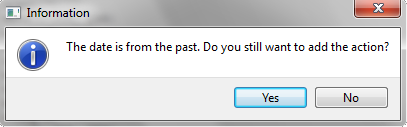 Information
The date is from the past. Do you still want to add the action?
Yes
No